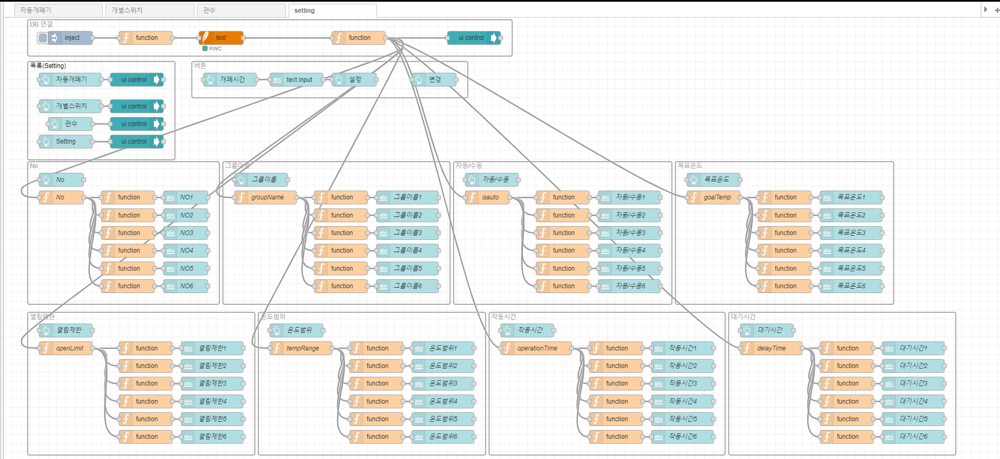 자동개폐기 개별스위치 관수 setting
DB 연결
inject function test function ui control
RWC
목록(Setting)
자동개폐기 ui control
개별스위치 ui control
관수 ui control
Setting ui control
버튼
개폐시간 text input 설정 변경
No
No
No function NO1
function NO2
function NO3
function NO4
function NO5
function NO6
그룹이름
그룹이름
groupName function 그룹이름1
function 그룹이름2
function 그룹이름3
function 그룹이름4
function 그룹이름5
function 그룹이름6
자동/수동
자동/수동
isauto function 자동/수동1
function 자동/수동2
function 자동/수동3
function 자동/수동4
function 자동/수동5
function 자동/수동6
목표온도
목표온도
goalTemp function 목표온도1
function 목표온도2
function 목표온도3
function 목표온도4
function 목표온도5
function 목표온도6
열림제한
열림제한
openLimit function 열림제한1
function 열림제한2
function 열림제한3
function 열림제한4
function 열림제한5
function 열림제한6
온도범위
온도범위
tempRange function 온도범위1
function 온도범위2
function 온도범위3
function 온도범위4
function 온도범위5
function 온도범위6
작동시간
작동시간
operationTime function 작동시간1
function 작동시간2
function 작동시간3
function 작동시간4
function 작동시간5
function 작동시간6
대기시간
대기시간
delayTime function 대기시간1
function 대기시간2
function 대기시간3
function 대기시간4
function 대기시간5
function 대기시간6